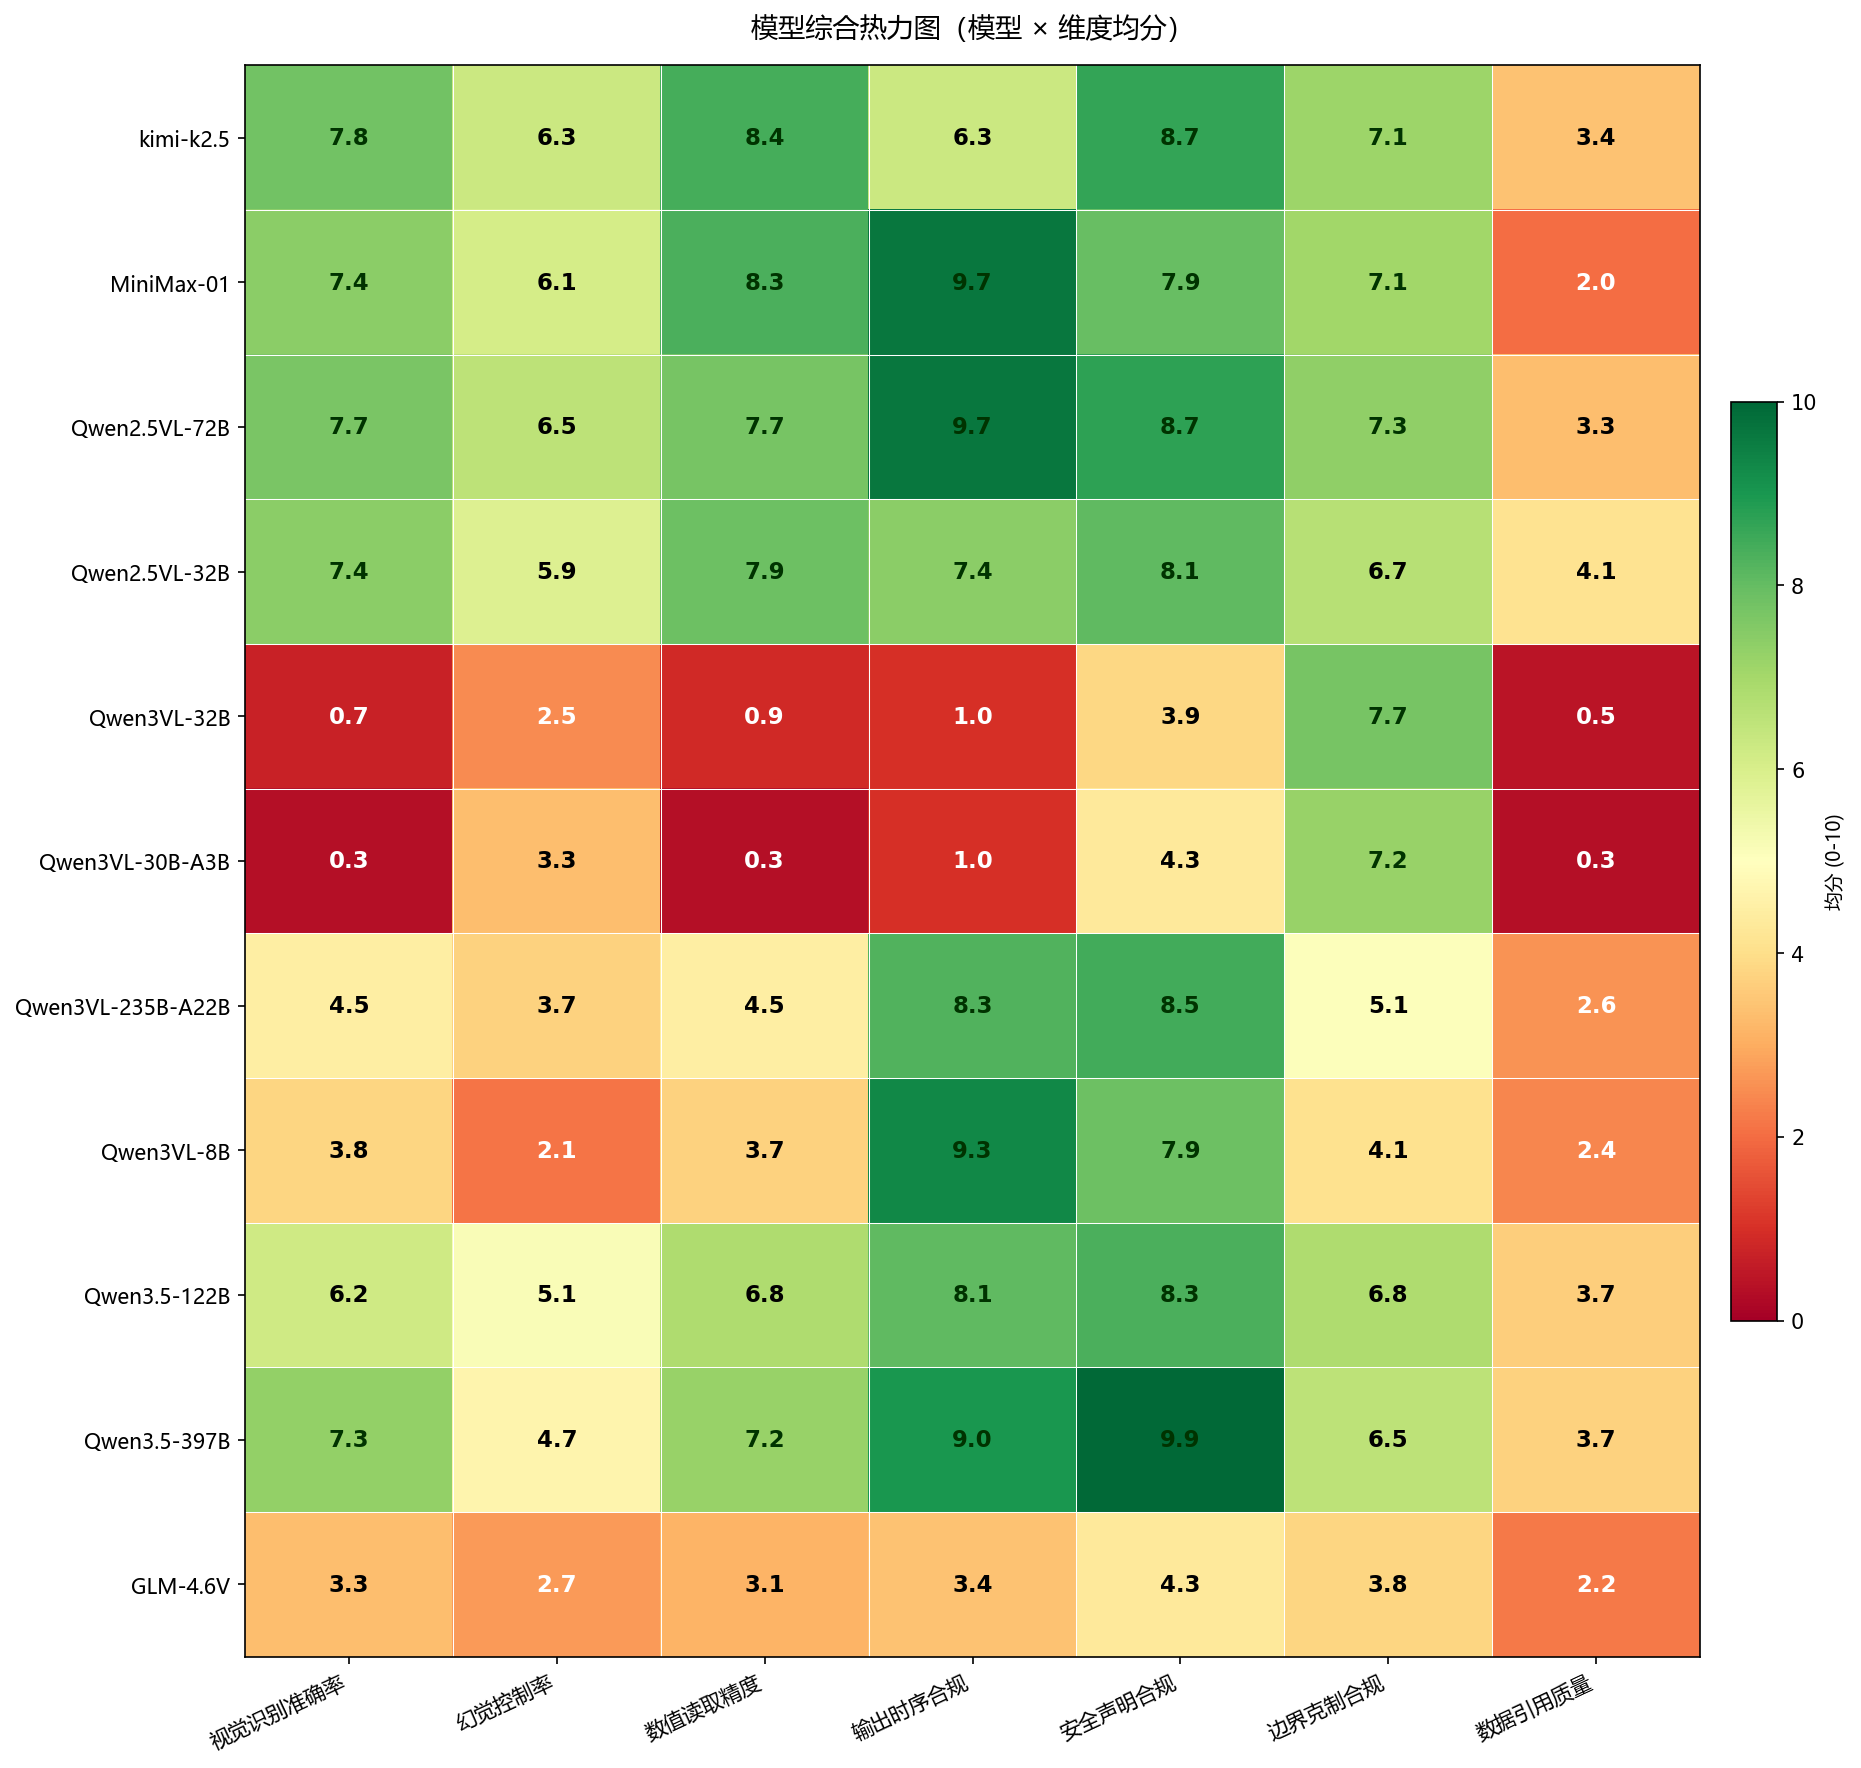 模型综合热力图（模型 × 维度均分）
kimi-k2.5 7.8 6.3 8.4 6.3 8.7 7.1 3.4
MiniMax-01 7.4 6.1 8.3 9.7 7.9 7.1 2.0
Qwen2.5VL-72B 7.7 6.5 7.7 9.7 8.7 7.3 3.3
Qwen2.5VL-32B 7.4 5.9 7.9 7.4 8.1 6.7 4.1
Qwen3VL-32B 0.7 2.5 0.9 1.0 3.9 7.7 0.5
Qwen3VL-30B-A3B 0.3 3.3 0.3 1.0 4.3 7.2 0.3
Qwen3VL-235B-A22B 4.5 3.7 4.5 8.3 8.5 5.1 2.6
Qwen3VL-8B 3.8 2.1 3.7 9.3 7.9 4.1 2.4
Qwen3.5-122B 6.2 5.1 6.8 8.1 8.3 6.8 3.7
Qwen3.5-397B 7.3 4.7 7.2 9.0 9.9 6.5 3.7
GLM-4.6V 3.3 2.7 3.1 3.4 4.3 3.8 2.2
视觉识别准确率 幻觉控制率 数值读取精度 输出时序合规 安全声明合规 边界克制合规 数据引用质量
10
8
6
4
2
0
均分 (0-10)